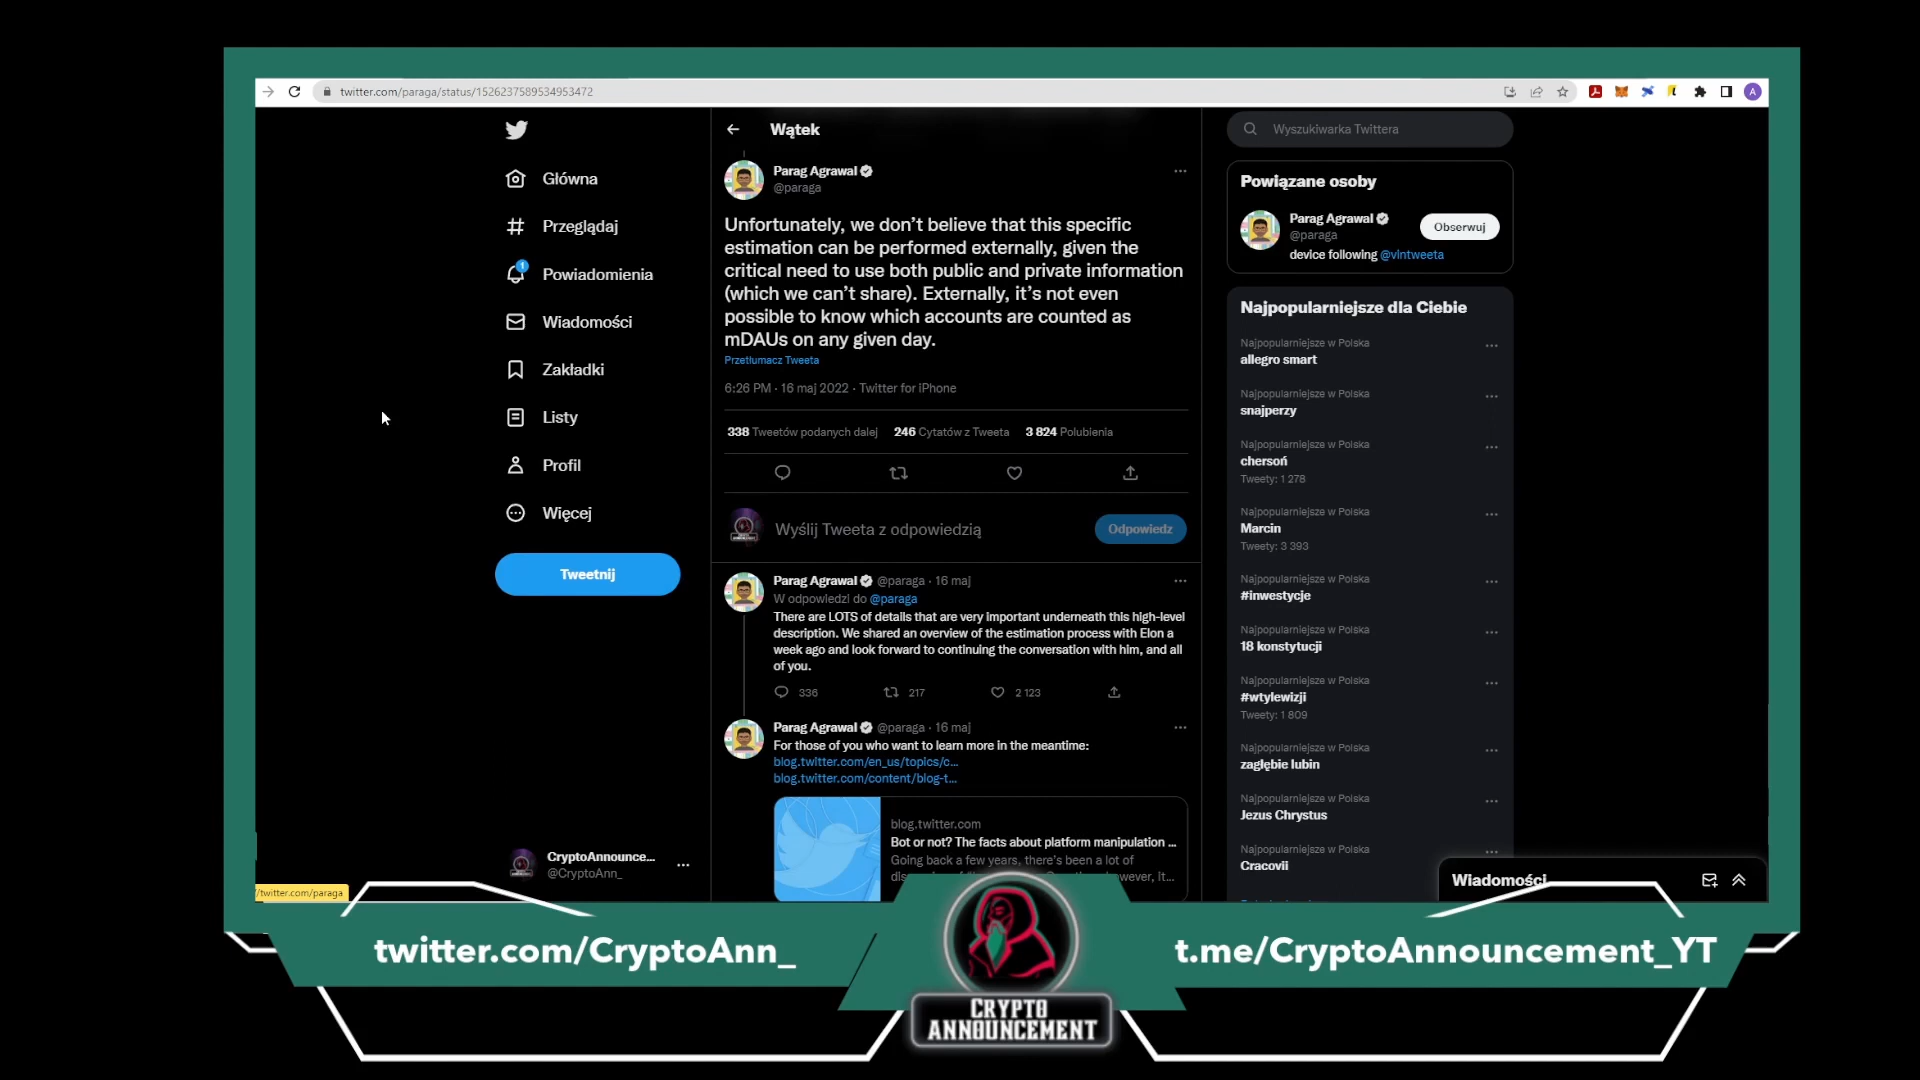 twitter.com/paraga/status/1526237589534953472
A
Główna
Przeglądaj
1
Powiadomienia
Wiadomości
Zakładki
Listy
Profil
Więcej
Tweetnij
CryptoAnnounce...
@CryptoAnn_
Wątek
Parag Agrawal
@paraga
Unfortunately, we don’t believe that this specific
estimation can be performed externally, given the
critical need to use both public and private information
(which we can’t share). Externally, it’s not even
possible to know which accounts are counted as
mDAUs on any given day.
Przetłumacz Tweeta
6:26 PM · 16 maj 2022 · Twitter for iPhone
338 Tweetów podanych dalej 246 Cytatów z Tweeta 3 824 Polubienia
Wyślij Tweeta z odpowiedzią
Odpowiedz
Parag Agrawal @paraga · 16 maj
W odpowiedzi do @paraga
There are LOTS of details that are very important underneath this high-level
description. We shared an overview of the estimation process with Elon a
week ago and look forward to continuing the conversation with him, and all
of you.
336 217 2 123
Parag Agrawal @paraga · 16 maj
For those of you who want to learn more in the meantime:
blog.twitter.com/en_us/topics/c...
blog.twitter.com/content/blog-t...
blog.twitter.com
Bot or not? The facts about platform manipulation ...
Going back a few years, there’s been a lot of
Wyszukiwarka Twittera
Powiązane osoby
Parag Agrawal
@paraga
Obserwuj
device following @vlntweeta
Najpopularniejsze dla Ciebie
Najpopularniejsze w Polska
allegro smart
Najpopularniejsze w Polska
snajperzy
Najpopularniejsze w Polska
chersoń
Tweety: 1 278
Najpopularniejsze w Polska
Marcin
Tweety: 3 393
Najpopularniejsze w Polska
#inwestycje
Najpopularniejsze w Polska
18 konstytucji
Najpopularniejsze w Polska
#wtylewizji
Tweety: 1 809
Najpopularniejsze w Polska
zagłębie lubin
Najpopularniejsze w Polska
Jezus Chrystus
Najpopularniejsze w Polska
Cracovii
Wiadomości
/twitter.com/paraga
twitter.com/CryptoAnn_
CRYPTO
ANNOUNCEMENT
t.me/CryptoAnnouncement_YT